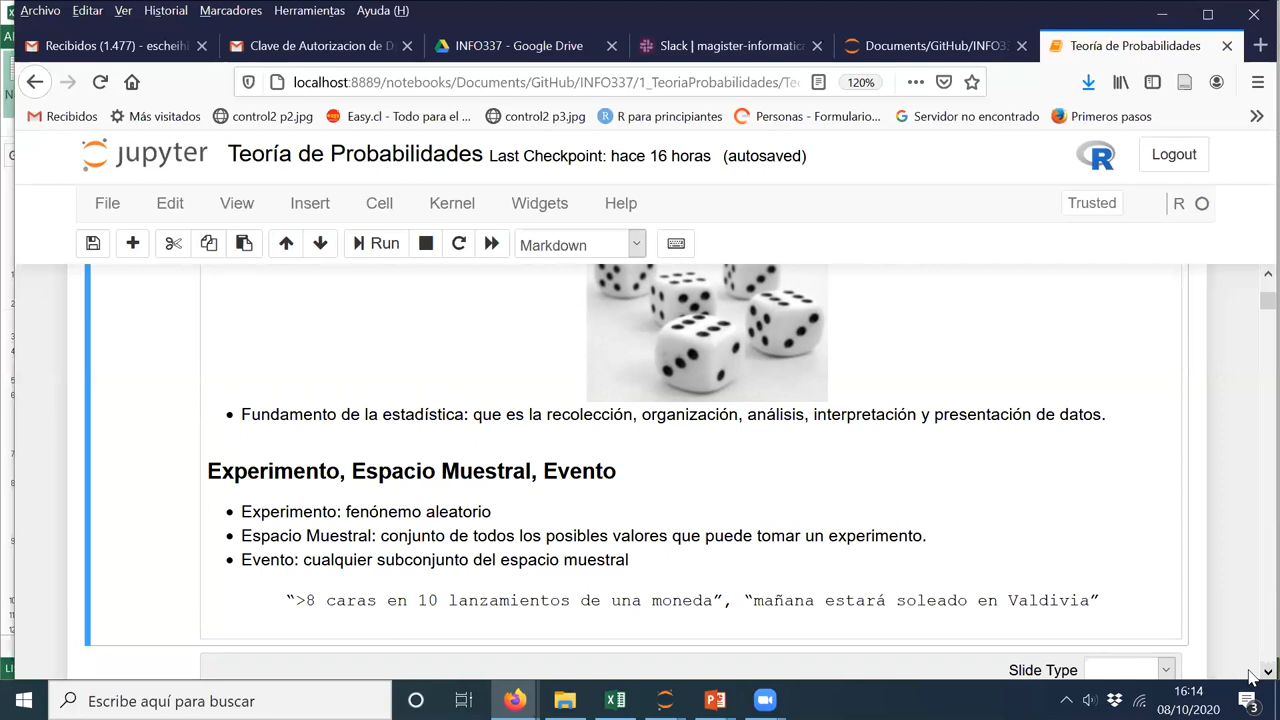 Archivo Editar Ver Historial Marcadores Herramientas Ayuda (H)
Recibidos (1.477) - escheih
Clave de Autorizacion de D
INFO337 - Google Drive
Slack | magister-informatica
Documents/GitHub/INFO33
Teoría de Probabilidades
localhost:8889/notebooks/Documents/GitHub/INFO337/1_TeoriaProbabilidades/Te
120%
Recibidos
Más visitados
control2 p2.jpg
Easy.cl - Todo para el ...
control2 p3.jpg
R para principiantes
Personas - Formulario...
Servidor no encontrado
Primeros pasos
jupyter Teoría de Probabilidades Last Checkpoint: hace 16 horas (autosaved)
R
Logout
File Edit View Insert Cell Kernel Widgets Help
Trusted
R
Run
Markdown
• Fundamento de la estadística: que es la recolección, organización, análisis, interpretación y presentación de datos.
Experimento, Espacio Muestral, Evento
• Experimento: fenónemo aleatorio
• Espacio Muestral: conjunto de todos los posibles valores que puede tomar un experimento.
• Evento: cualquier subconjunto del espacio muestral
“>8 caras en 10 lanzamientos de una moneda”, “mañana estará soleado en Valdivia”
Slide Type
Escribe aquí para buscar
16:14
08/10/2020
3